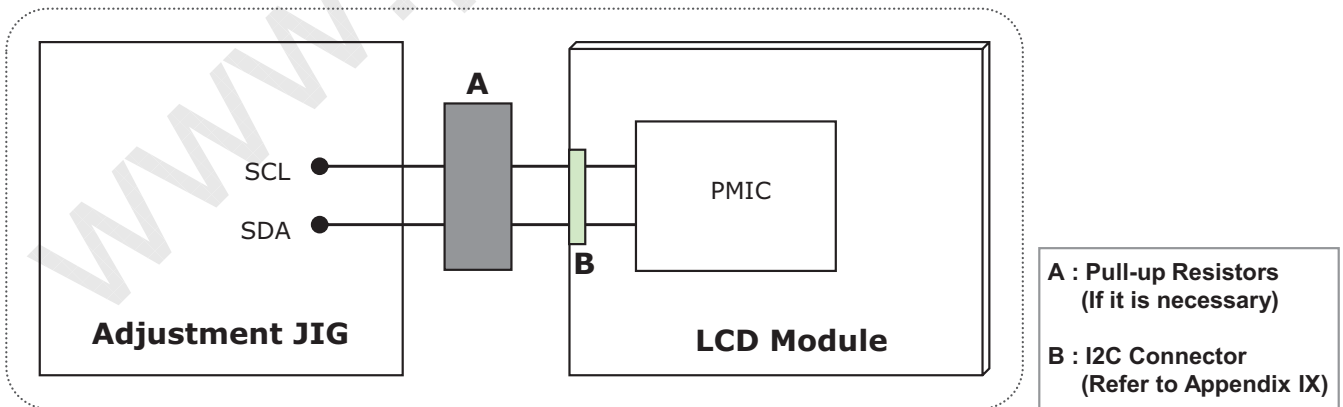 A
SCL
SDA
PMIC
B
Adjustment JIG
LCD Module
A : Pull-up Resistors
(If it is necessary)
B : I2C Connector
(Refer to Appendix IX)
www.